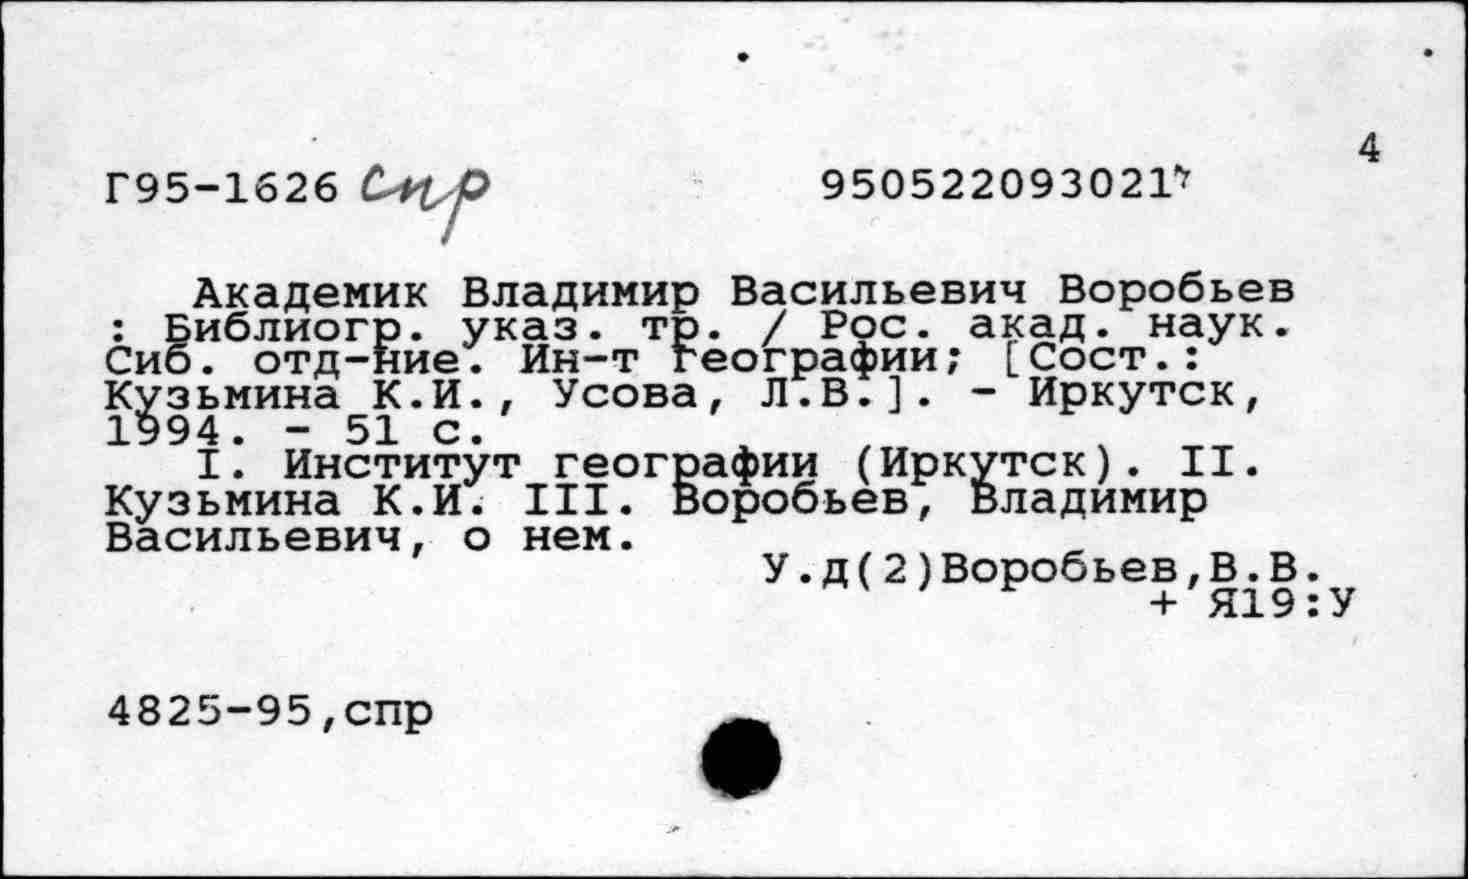 4
Г95-1626 Спр 950522093021
Академик Владимир Васильевич Воробьев
: Библиогр. указ. тр. / Рос. акад. наук.
Сиб. отд-ние. Ин-т географии; [Сост.:
Кузьмина К.И., Усова, Л.В.]. - Иркутск,
1994. - 51 с.
I. Институт географии (Иркутск). II.
Кузьмина К.И. III. Воробьев, Владимир
Васильевич, о нем.
У.д(2)Воробьев,В.В.
+ Я19:У
4825-95,спр